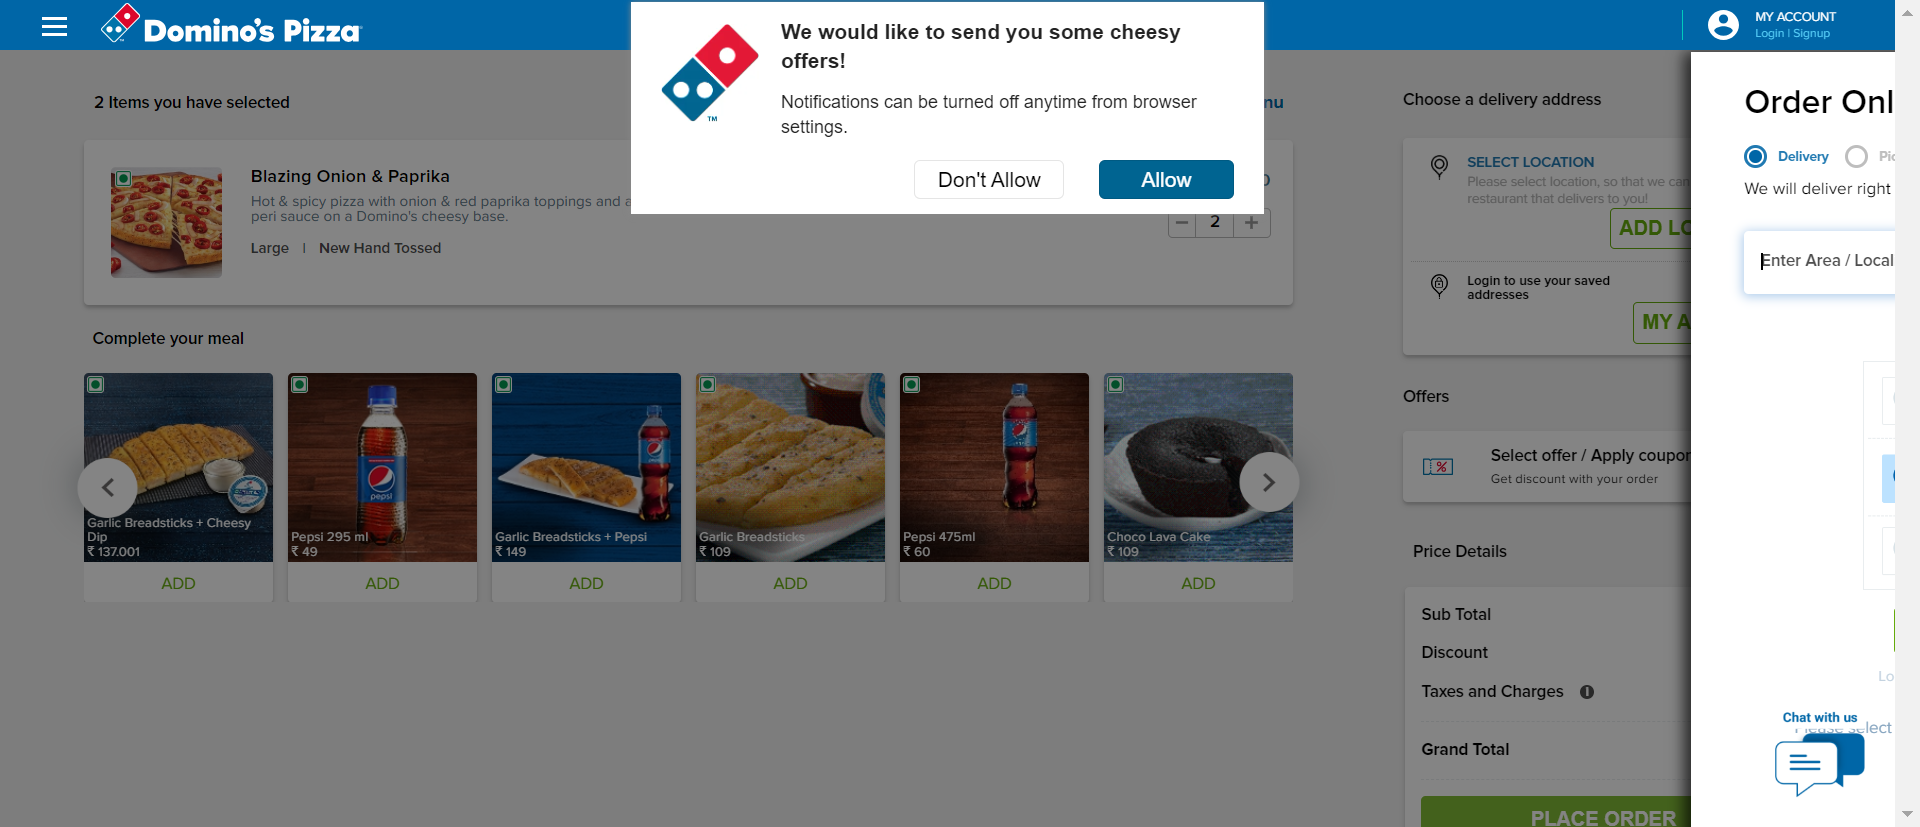 Domino's Pizza
MY ACCOUNT
Login | Signup
We would like to send you some cheesy
offers!
Notifications can be turned off anytime from browser
settings.
Don't Allow
Allow
2 Items you have selected
nu
Blazing Onion & Paprika
Hot & spicy pizza with onion & red paprika toppings and a
peri sauce on a Domino's cheesy base.
Large | New Hand Tossed
2
Complete your meal
Garlic Breadsticks + Cheesy
Dip
₹ 137.001
ADD
Pepsi 295 ml
₹ 49
ADD
Garlic Breadsticks + Pepsi
₹ 149
ADD
Garlic Breadsticks
₹ 109
ADD
Pepsi 475ml
₹ 60
ADD
Choco Lava Cake
₹ 109
ADD
Choose a delivery address
SELECT LOCATION
Please select location, so that we can
restaurant that delivers to you!
ADD LO
Login to use your saved
addresses
MY A
Offers
Select offer / Apply coupon
Get discount with your order
Price Details
Sub Total
Discount
Taxes and Charges
Grand Total
PLACE ORDER
Order Onl
Delivery
Pic
We will deliver right
Enter Area / Local
Lo
Chat with us
Please select